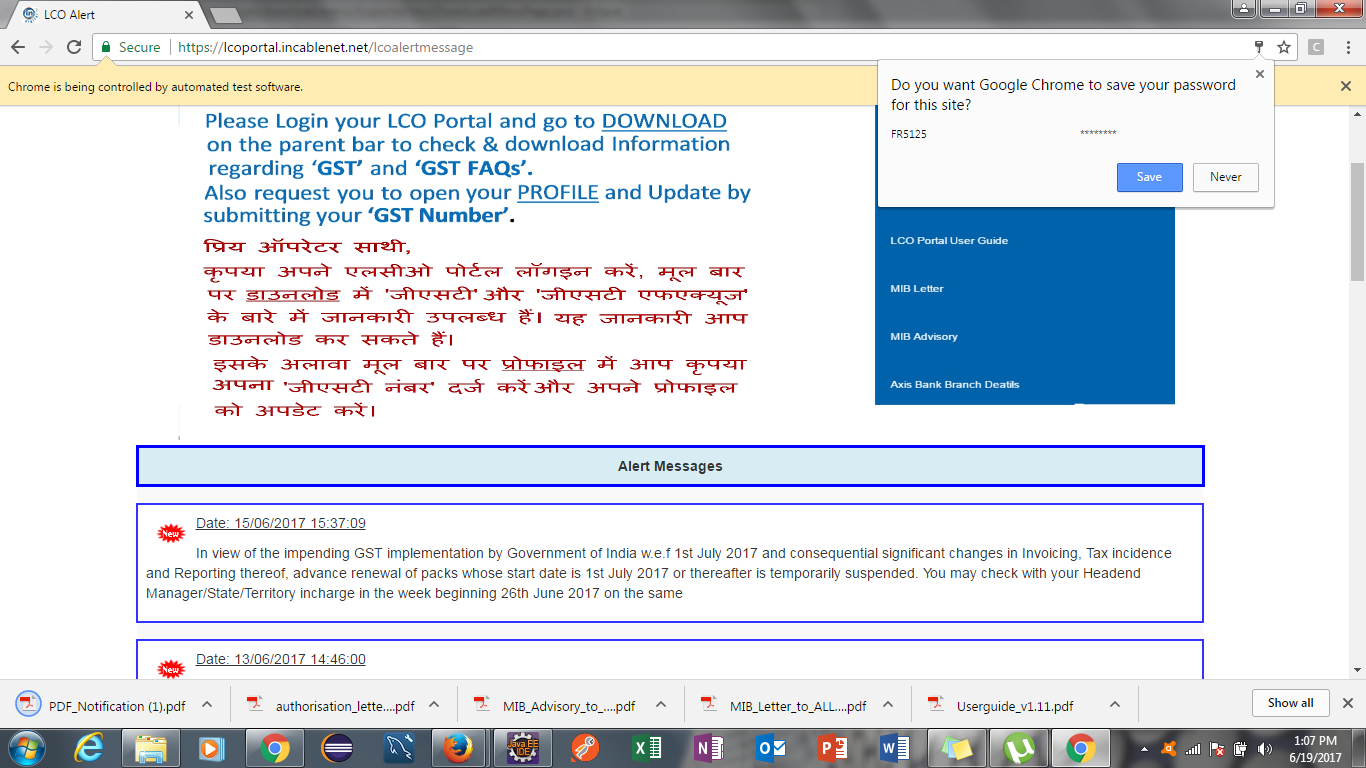 LCO Alert
Secure
https://lcoportal.incablenet.net/lcoalertmessage
C
Chrome is being controlled by automated test software.
Do you want Google Chrome to save your password
for this site?
FR5125 ********
Save Never
Please Login your LCO Portal and go to DOWNLOAD
on the parent bar to check & download Information
regarding ‘GST’ and ‘GST FAQs’.
Also request you to open your PROFILE and Update by
submitting your ‘GST Number’.
प्रिय ऑपरेटर साथी,
कृपया अपने एलसीओ पोर्टल लॉगइन करें, मूल बार
पर डाउनलोड में 'जीएसटी' और 'जीएसटी एफएक्यूज'
के बारे में जानकारी उपलब्ध हैं। यह जानकारी आप
डाउनलोड कर सकते हैं।
इसके अलावा मूल बार पर प्रोफाइल में आप कृपया
अपना 'जीएसटी नंबर' दर्ज करें और अपने प्रोफाइल
को अपडेट करें।
LCO Portal User Guide
MIB Letter
MIB Advisory
Axis Bank Branch Deatils
Alert Messages
New
Date: 15/06/2017 15:37:09
In view of the impending GST implementation by Government of India w.e.f 1st July 2017 and consequential significant changes in Invoicing, Tax incidence
and Reporting thereof, advance renewal of packs whose start date is 1st July 2017 or thereafter is temporarily suspended. You may check with your Headend
Manager/State/Territory incharge in the week beginning 26th June 2017 on the same
New
Date: 13/06/2017 14:46:00
PDF_Notification (1).pdf
authorisation_lette....pdf
MIB_Advisory_to_....pdf
MIB_Letter_to_ALL....pdf
Userguide_v1.11.pdf
Show all
Java EE
IDE
1:07 PM
6/19/2017